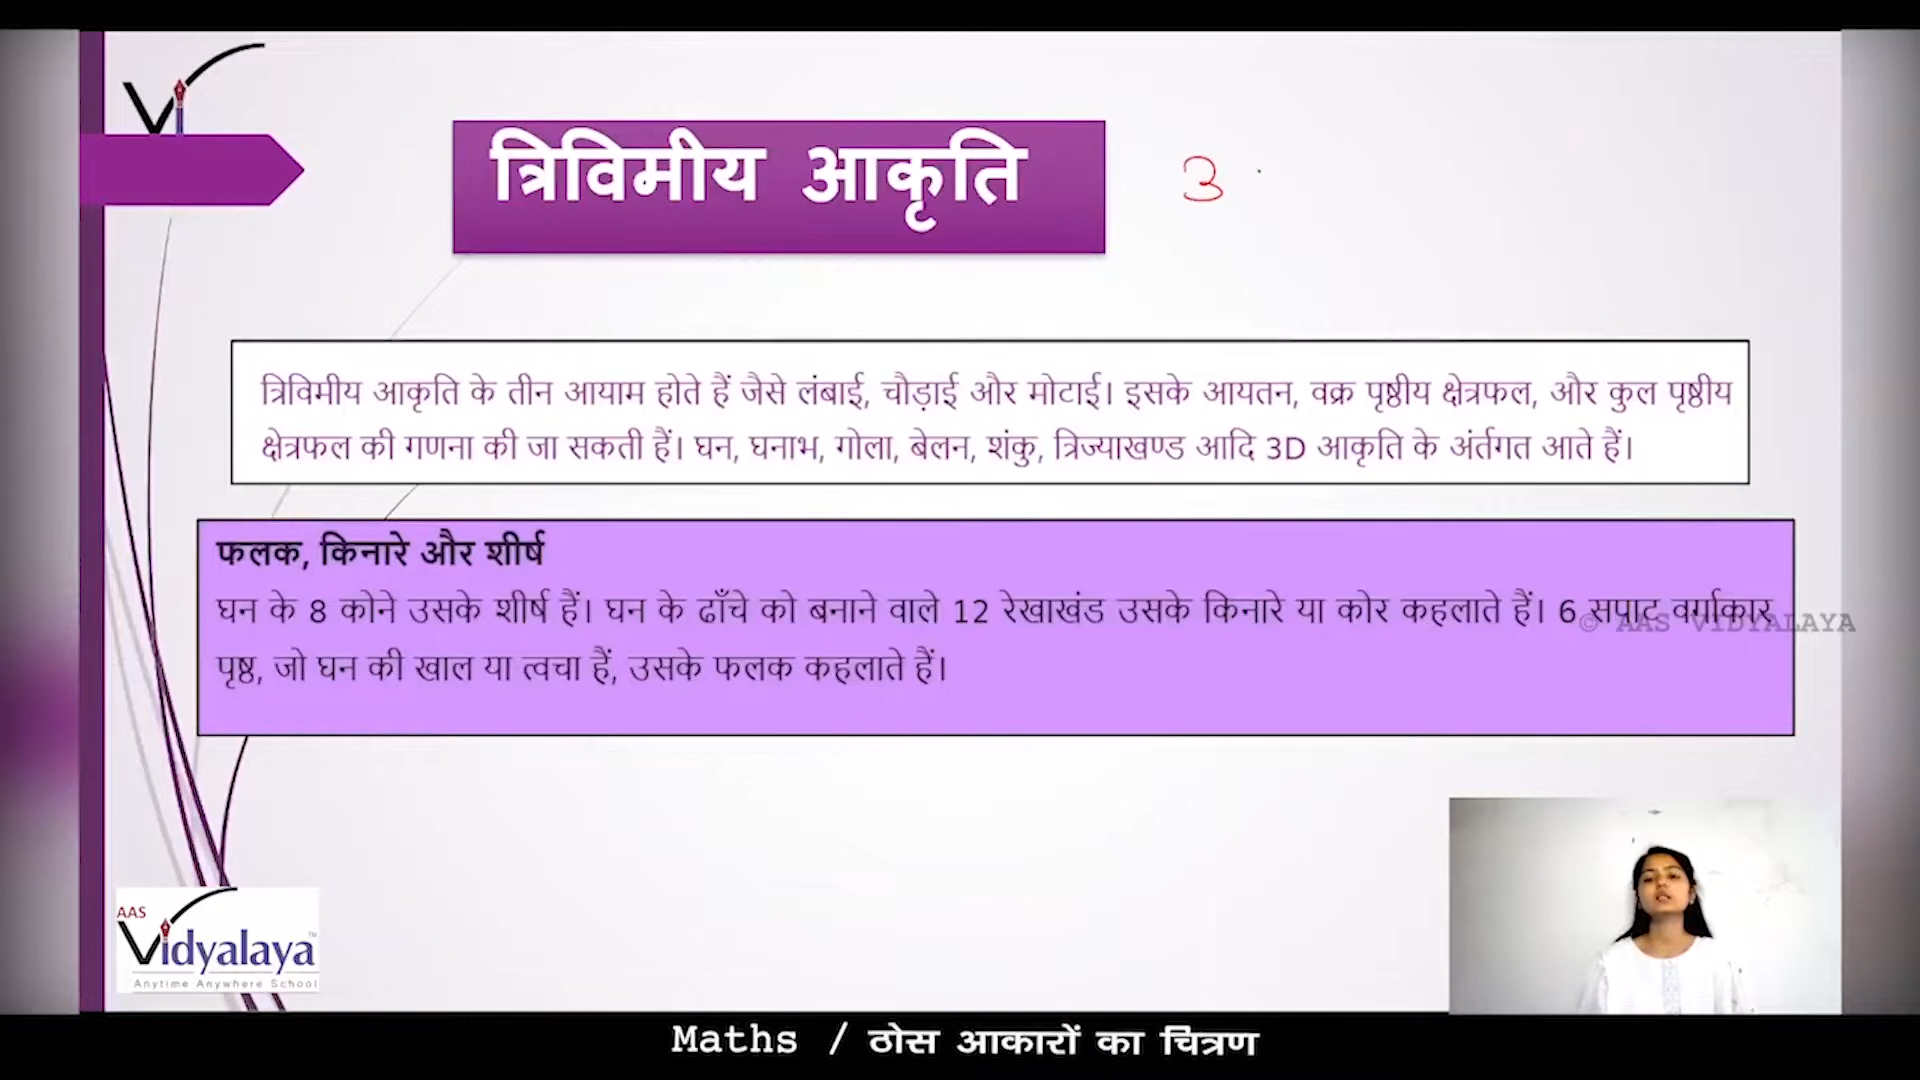 त्रिविमीय आकृति
3
त्रिविमीय आकृति के तीन आयाम होते हैं जैसे लंबाई, चौड़ाई और मोटाई। इसके आयतन, वक्र पृष्ठीय क्षेत्रफल, और कुल पृष्ठीय
क्षेत्रफल की गणना की जा सकती हैं। घन, घनाभ, गोला, बेलन, शंकु, त्रिज्याखण्ड आदि 3D आकृति के अंर्तगत आते हैं।
फलक, किनारे और शीर्ष
घन के 8 कोने उसके शीर्ष हैं। घन के ढाँचे को बनाने वाले 12 रेखाखंड उसके किनारे या कोर कहलाते हैं। 6 सपाट वर्गाकार
© AAS VIDYALAYA
पृष्ठ, जो घन की खाल या त्वचा हैं, उसके फलक कहलाते हैं।
AAS
Vidyalaya TM
Anytime Anywhere School
Maths / ठोस आकारों का चित्रण